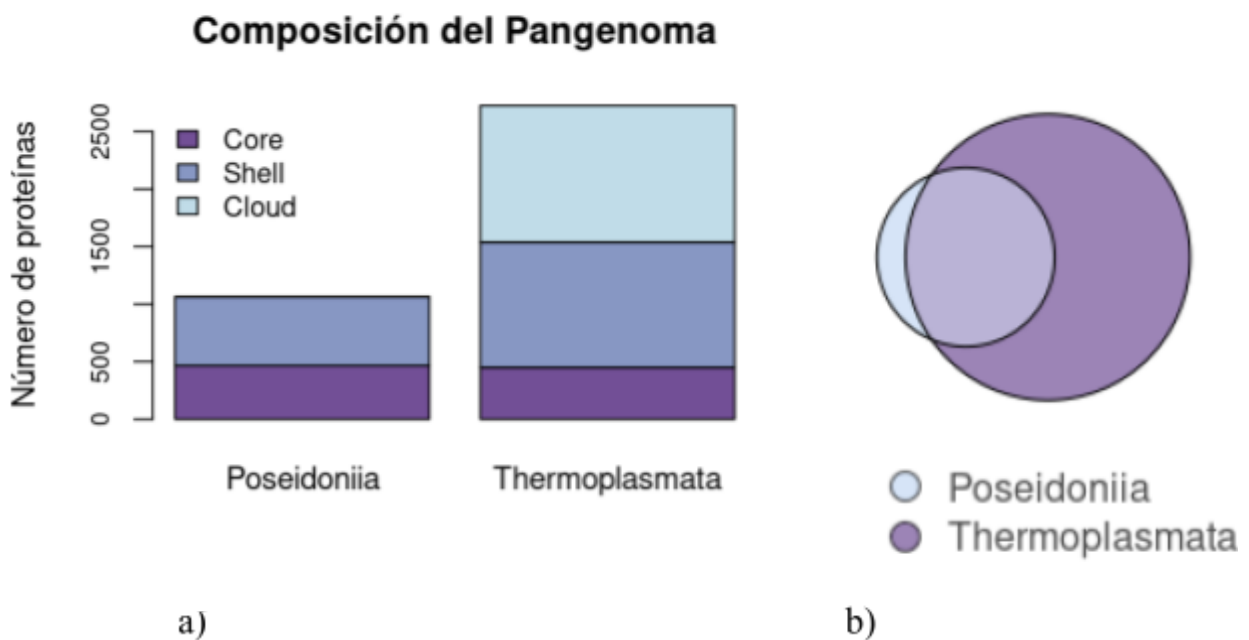 Composición del Pangenoma
Número de proteínas
2500
1500
500
0
Core
Shell
Cloud
Poseidoniia
Thermoplasmata
Poseidoniia
Thermoplasmata
a)
b)